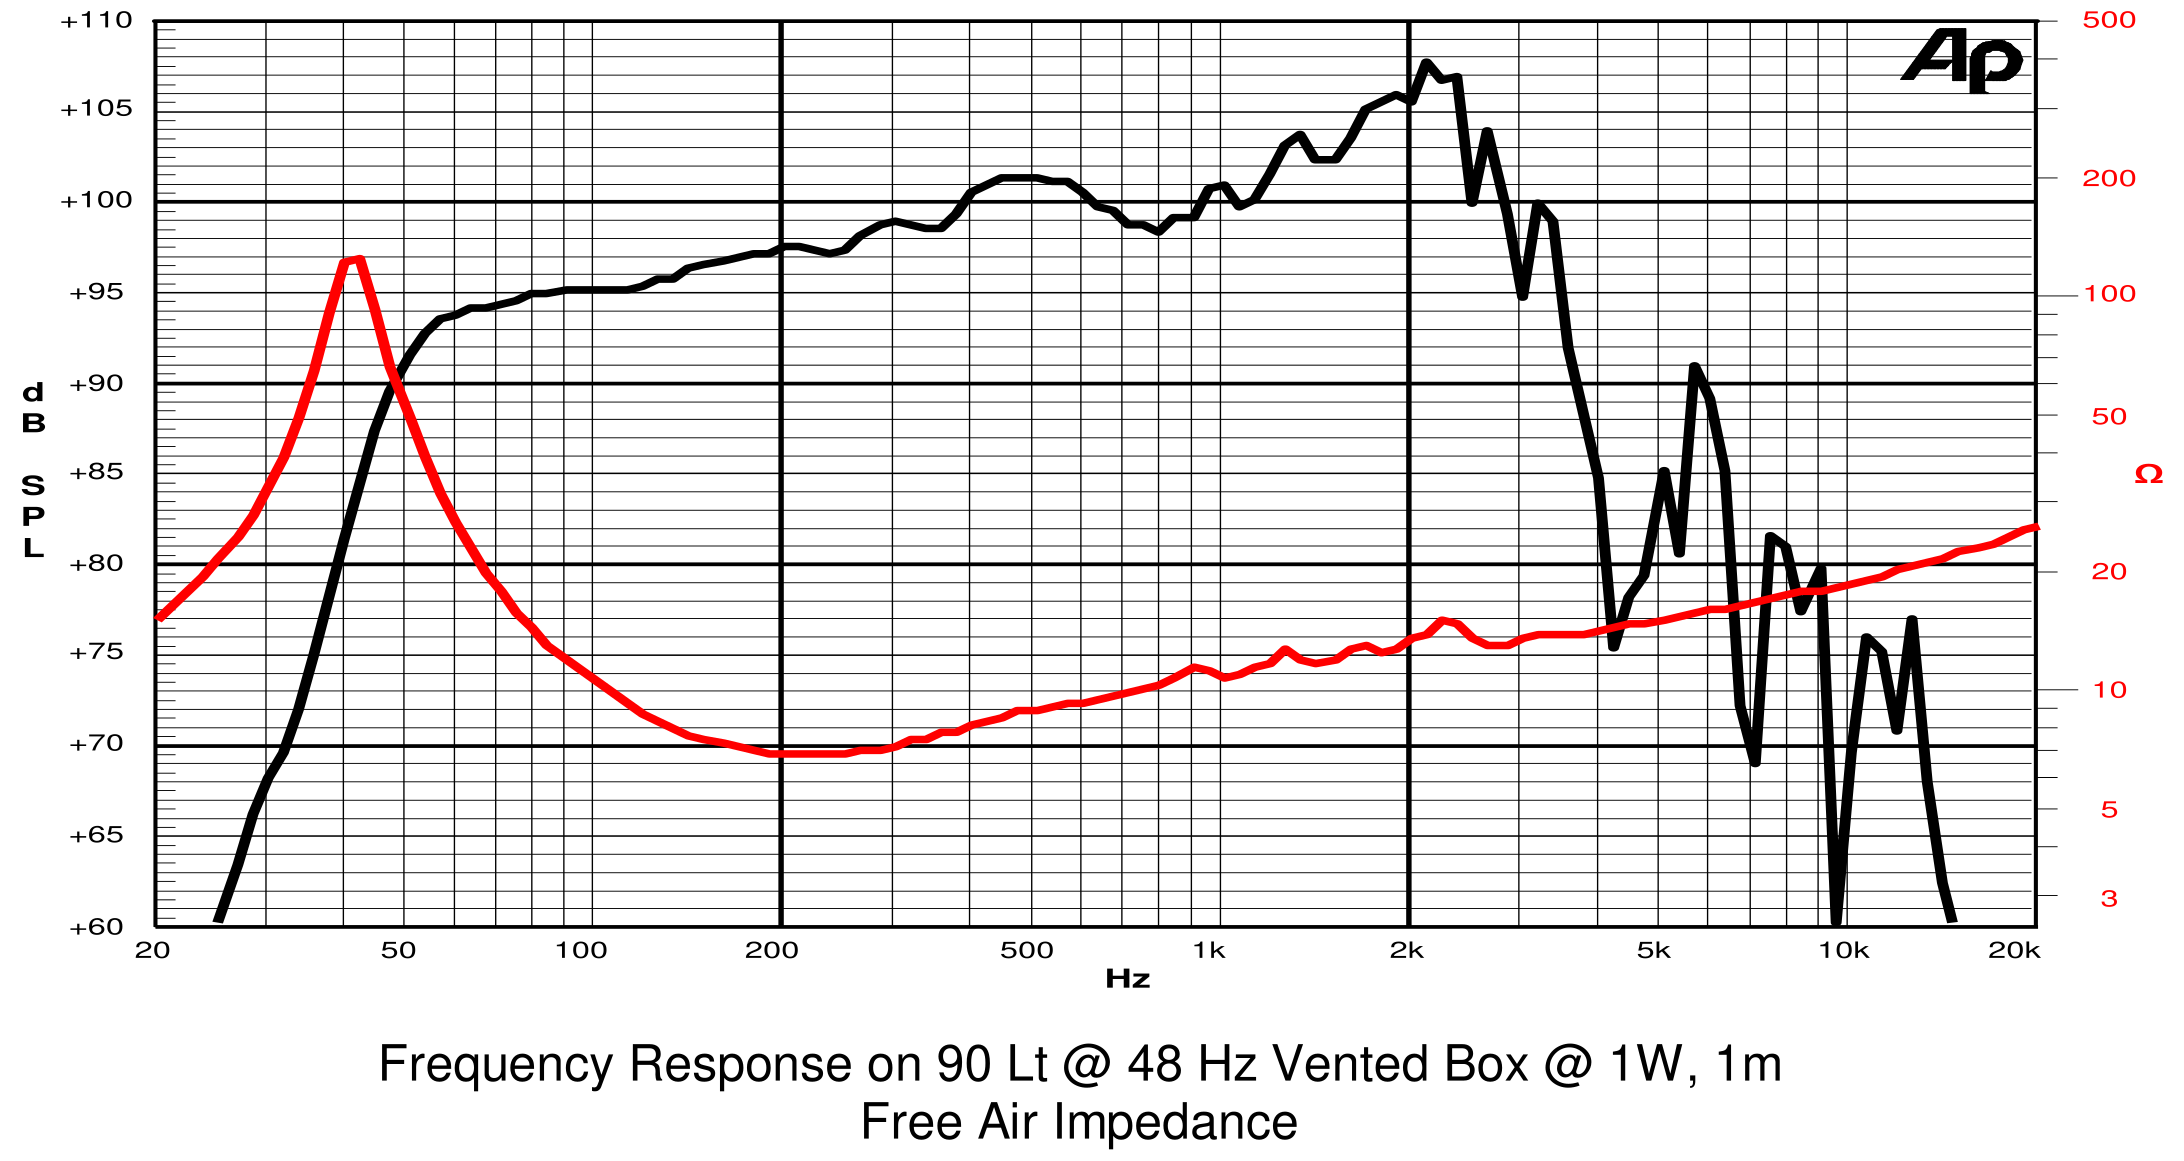 +110
+105
+100
+95
+90
+85
+80
+75
+70
+65
+60
dB SPL
500
200
100
50
20
10
5
3
Ω
Ap
20 50 100 200 500 1k 2k 5k 10k 20k
Hz
Frequency Response on 90 Lt @ 48 Hz Vented Box @ 1W, 1m
Free Air Impedance